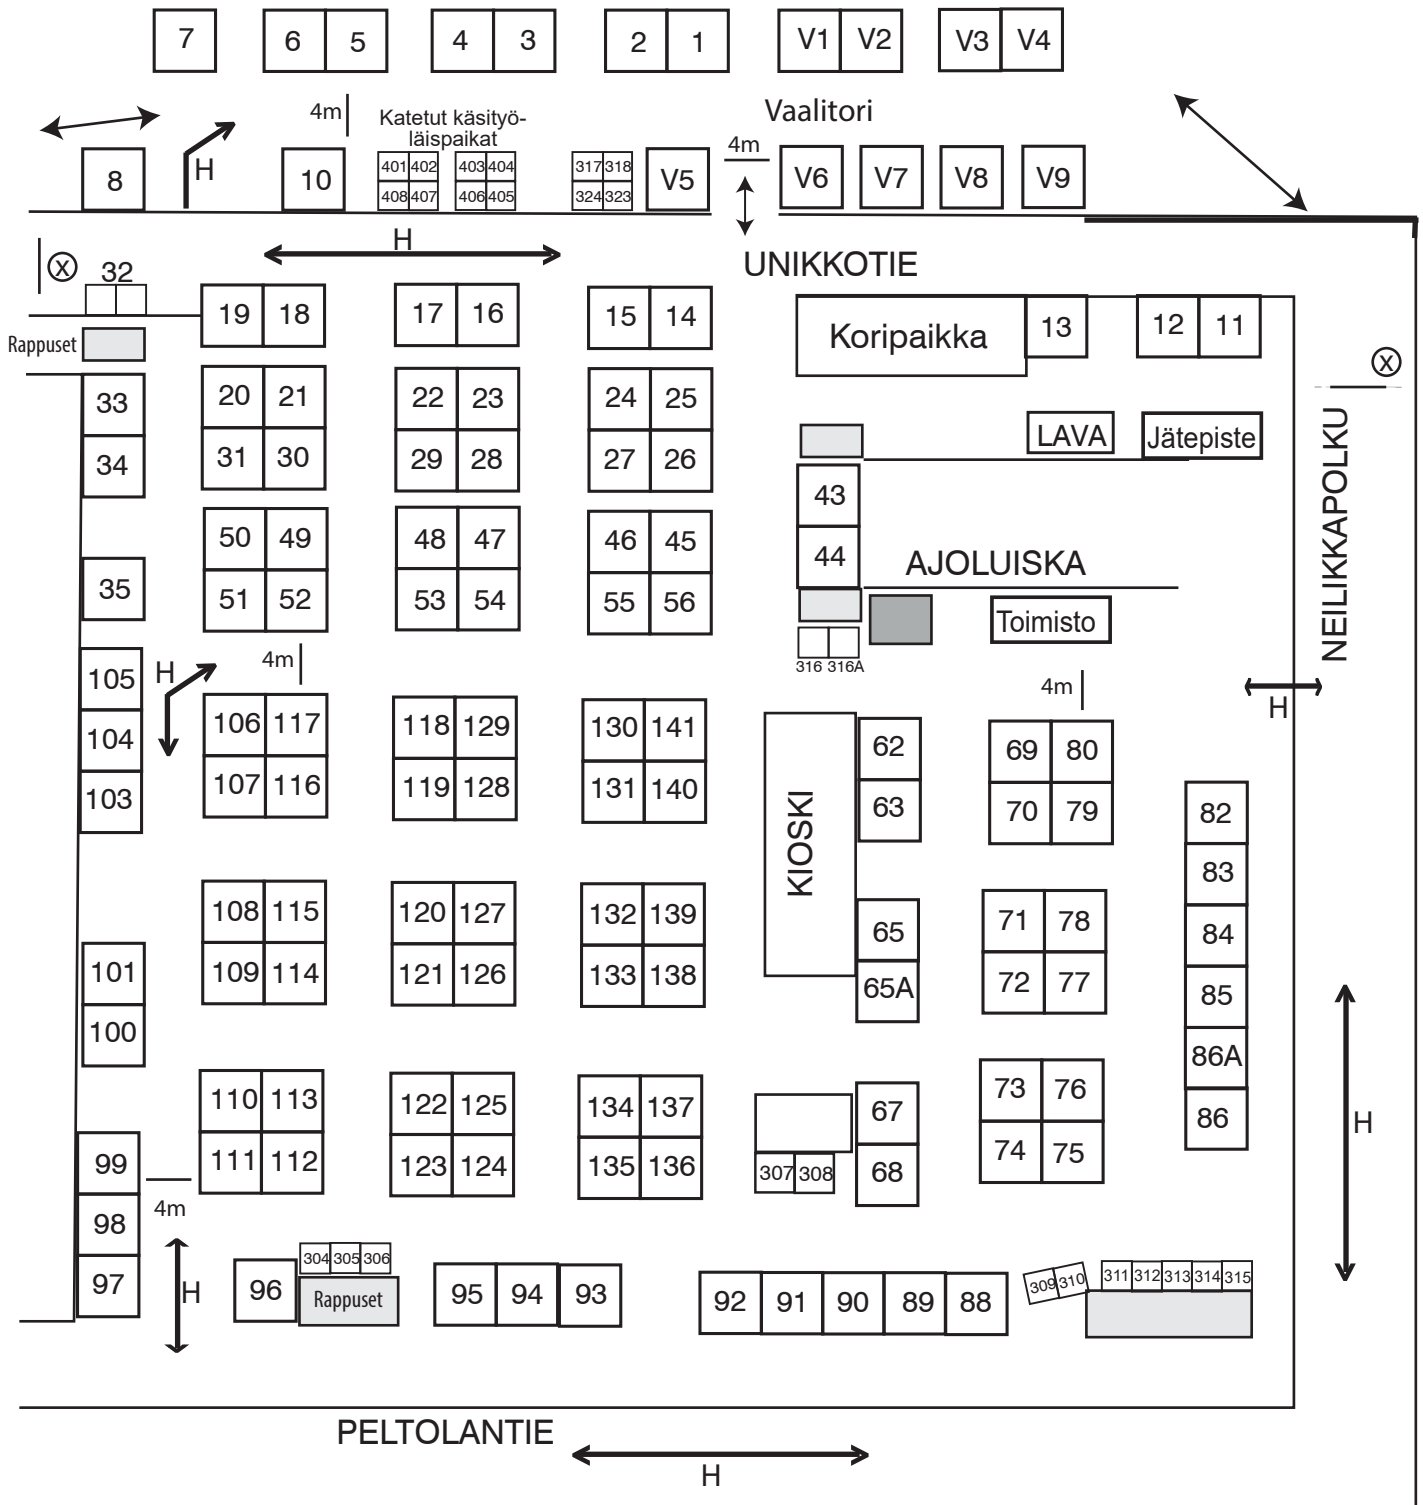 7 6 5 4 3 2 1 V1 V2 V3 V4
4m Katetut käsityö-
läispaikat
Vaalitori
4m
H
8 10 401 402 403 404 317 318 V5 V6 V7 V8 V9
408 407 406 405 324 323
H
UNIKKOTIE
X 32
19 18 17 16 15 14 Koripaikka 13 12 11
Rappuset
X
33 20 21 22 23 24 25
LAVA Jätepiste
34 31 30 29 28 27 26
43
50 49 48 47 46 45
44 AJOLUISKA
NEILIKKAPOLKU
35 51 52 53 54 55 56
Toimisto
316 316A
4m
H
105
4m
H
104 106 117 118 129 130 141 62 69 80
103 107 116 119 128 131 140 63 70 79 82
KIOSKI
83
108 115 120 127 132 139 65 71 78 84
101 109 114 121 126 133 138 65A 72 77 85
100 86A
110 113 122 125 134 137 67 73 76 86
H
99 111 112 123 124 135 136 307 308 68 74 75
4m
98
304 305 306 309 310 311 312 313 314 315
97 H 96 Rappuset 95 94 93 92 91 90 89 88
PELTOLANTIE
H